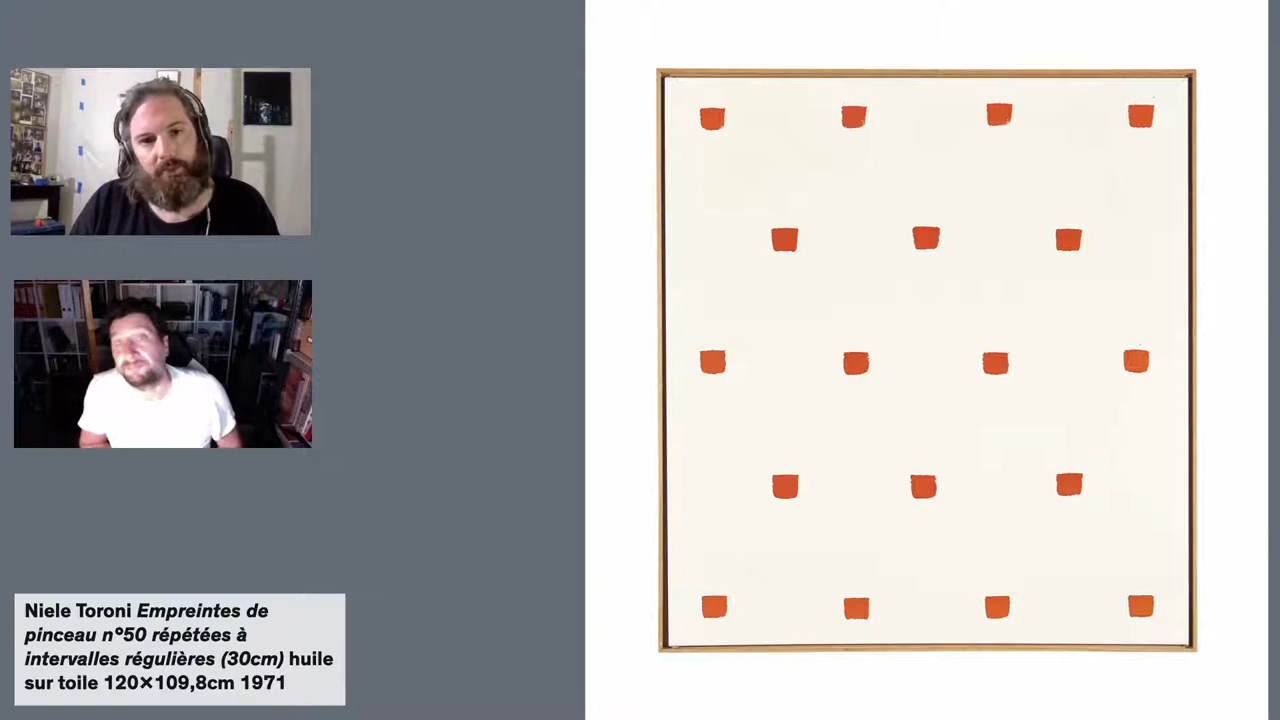 Niele Toroni Empreintes de
pinceau n°50 répétées à
intervalles régulières (30cm) huile
sur toile 120×109,8cm 1971